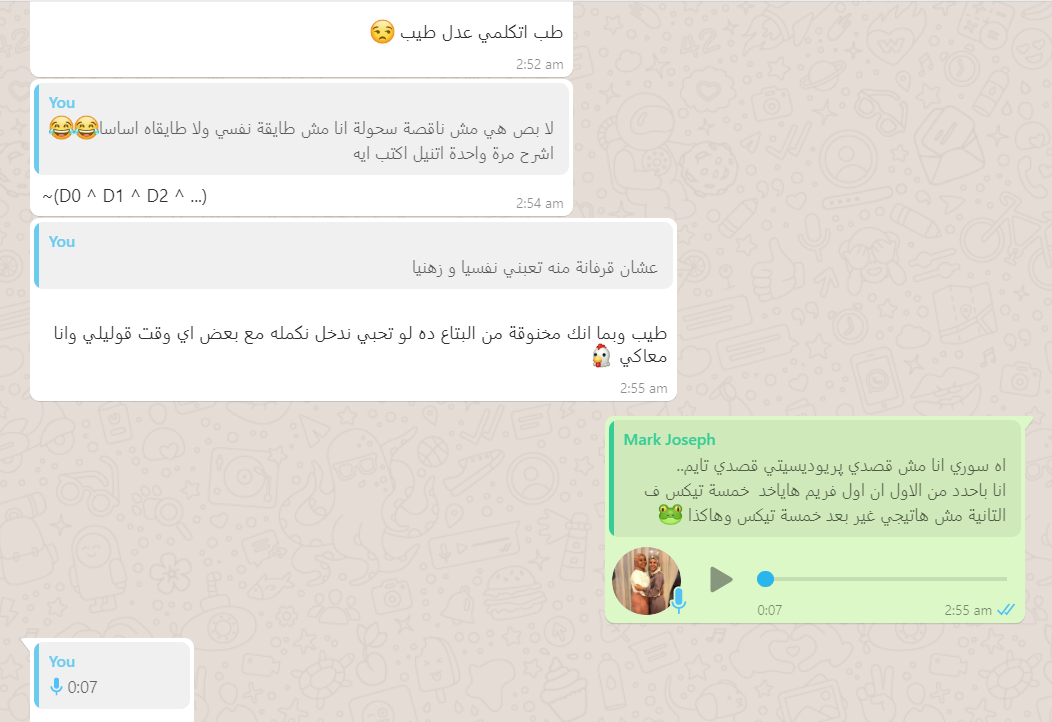 طب اتكلمي عدل طيب 😒
2:52 am
You
لا بص هي مش ناقصة سحولة انا مش طايقة نفسي ولا طايقاه اساسا😂😂
اشرح مرة واحدة اتنيل اكتب ايه
~(D0 ^ D1 ^ D2 ^ ...)
2:54 am
You
عشان قرفانة منه تعبني نفسيا و زهنيا
طيب وبما انك مخنوقة من البتاع ده لو تحبي ندخل نكمله مع بعض اي وقت قوليلي وانا
معاكي 🐔
2:55 am
Mark Joseph
اه سوري انا مش قصدي پريوديسيتي قصدي تايم..
انا باحدد من الاول ان اول فريم هاياخد خمسة تيكس ف
التانية مش هاتيجي غير بعد خمسة تيكس وهاكذا 🐸
0:07
2:55 am
You
0:07